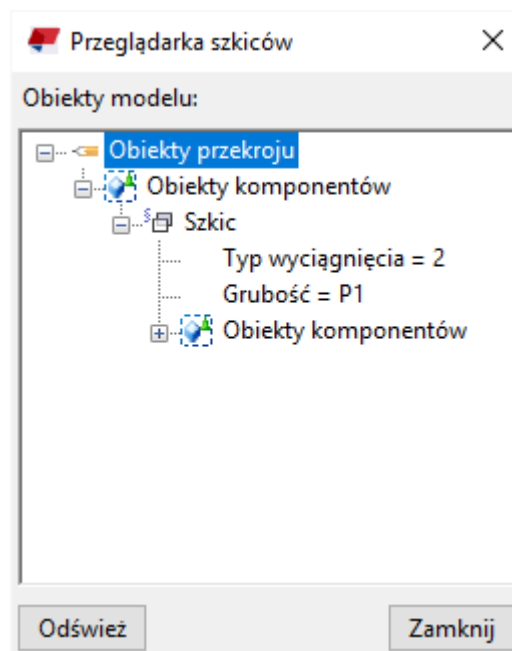 Przeglądarka szkiców
Obiekty modelu:
Obiekty przekroju
Obiekty komponentów
§ Szkic
Typ wyciągnięcia = 2
Grubość = P1
Obiekty komponentów
Odśwież Zamknij